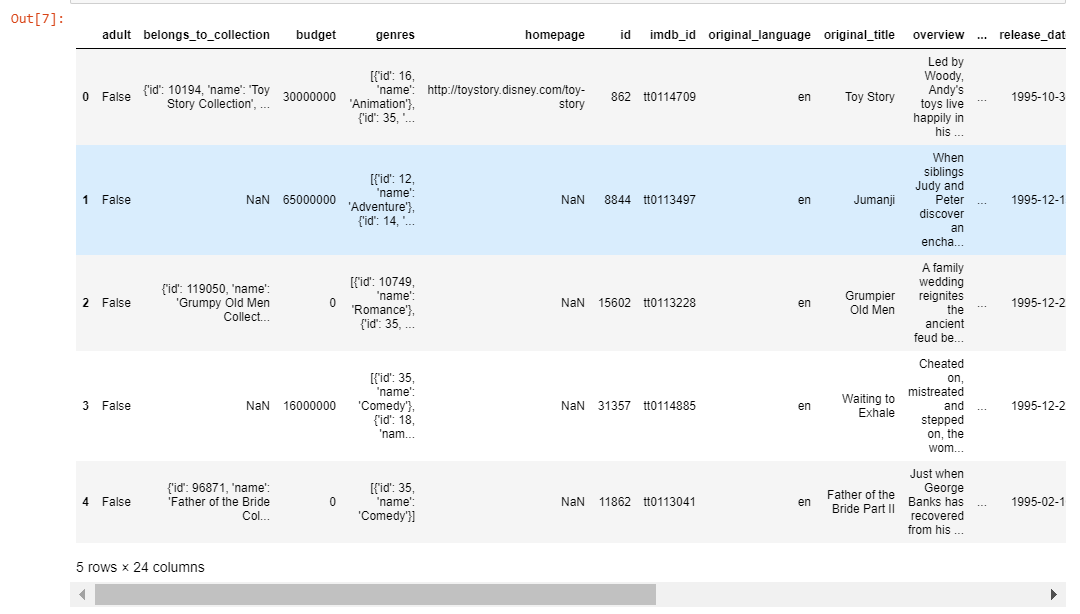 Out[7]:
adult belongs_to_collection budget genres homepage id imdb_id original_language original_title overview ... release_dat
0 False {'id': 10194, 'name': 'Toy Story Collection', ... 30000000 [{'id': 16, 'name': 'Animation'}, {'id': 35, '... http://toystory.disney.com/toy-story 862 tt0114709 en Toy Story Led by Woody, Andy's toys live happily in his ... ... 1995-10-3
1 False NaN 65000000 [{'id': 12, 'name': 'Adventure'}, {'id': 14, '... NaN 8844 tt0113497 en Jumanji When siblings Judy and Peter discover an encha... ... 1995-12-1
2 False {'id': 119050, 'name': 'Grumpy Old Men Collect... 0 [{'id': 10749, 'name': 'Romance'}, {'id': 35, ... NaN 15602 tt0113228 en Grumpier Old Men A family wedding reignites the ancient feud be... ... 1995-12-2
3 False NaN 16000000 [{'id': 35, 'name': 'Comedy'}, {'id': 18, 'nam... NaN 31357 tt0114885 en Waiting to Exhale Cheated on, mistreated and stepped on, the wom... ... 1995-12-2
4 False {'id': 96871, 'name': 'Father of the Bride Col... 0 [{'id': 35, 'name': 'Comedy'}] NaN 11862 tt0113041 en Father of the Bride Part II Just when George Banks has recovered from his ... ... 1995-02-1
5 rows × 24 columns